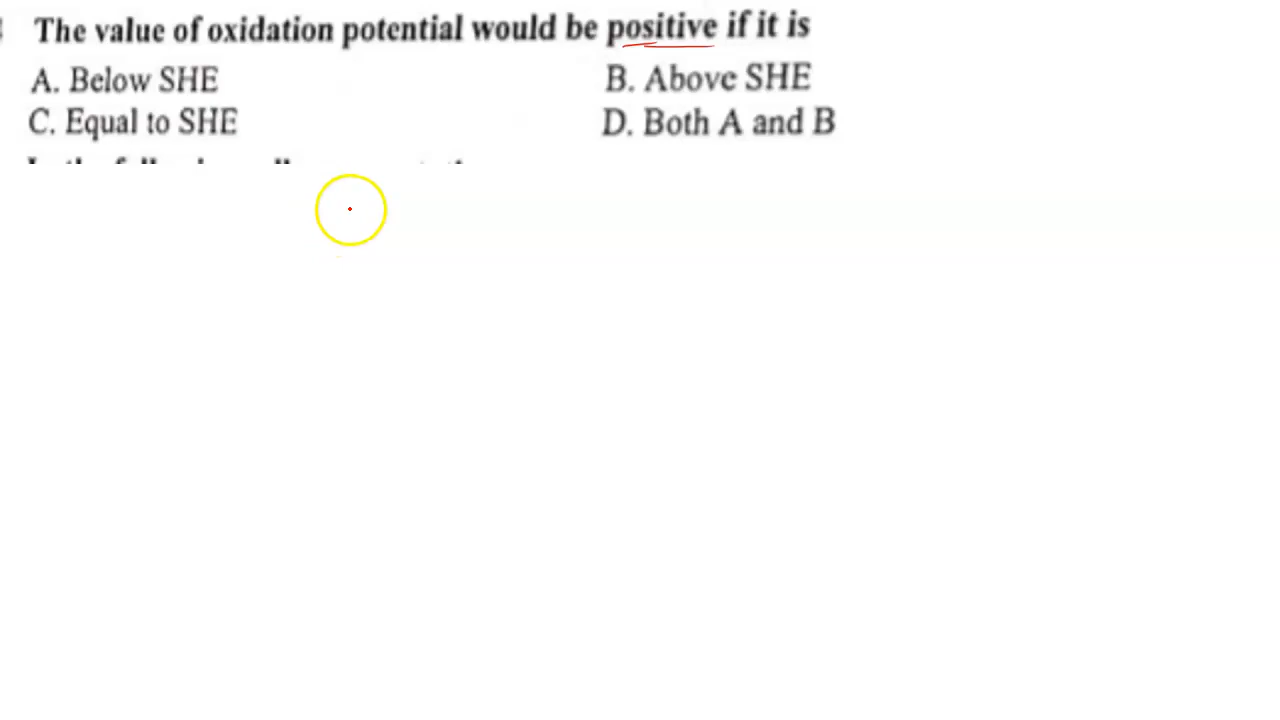 The value of oxidation potential would be positive if it is
A. Below SHE
B. Above SHE
C. Equal to SHE
D. Both A and B